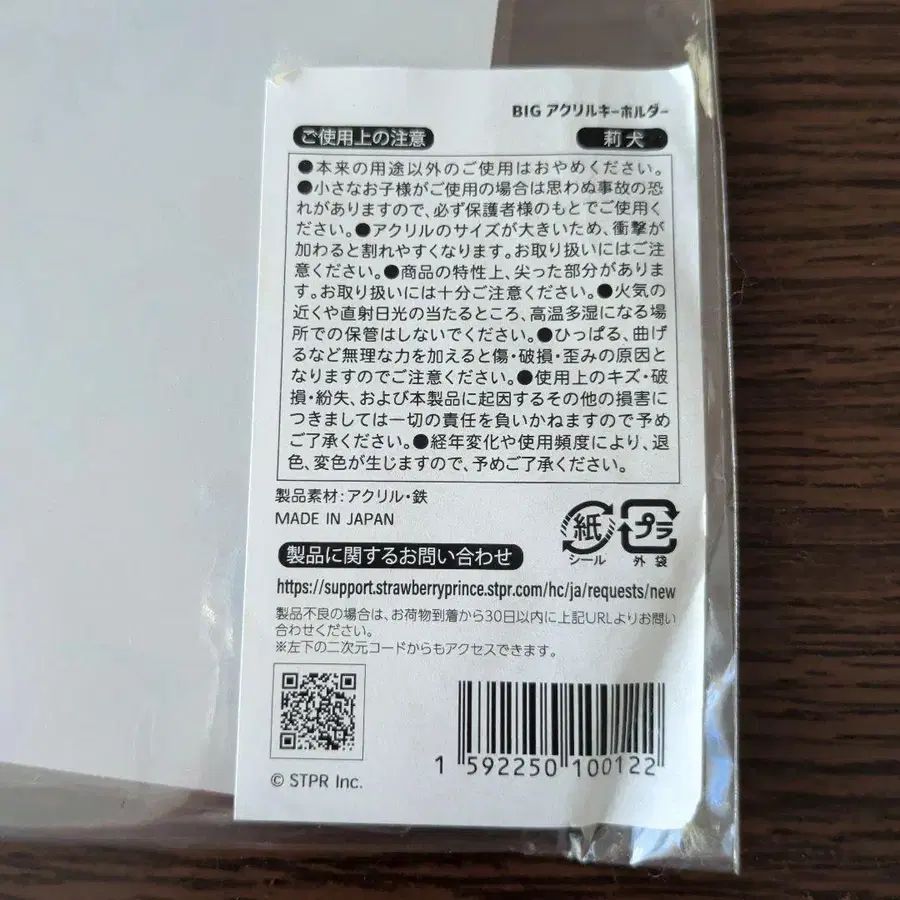 BIG アクリルキーホルダー
ご使用上の注意
莉犬
●本来の用途以外のご使用はおやめください。
●小さなお子様がご使用の場合は思わぬ事故の恐
れがありますので、必ず保護者様のもとでご使用く
ださい。●アクリルのサイズが大きいため、衝撃が
加わると割れやすくなります。お取り扱いにはご注
意ください。●商品の特性上、尖った部分がありま
す。お取り扱いには十分ご注意ください。●火気の
近くや直射日光の当たるところ、高温多湿になる場
所での保管はしないでください。●ひっぱる、曲げ
るなど無理な力を加えると傷・破損・歪みの原因と
なりますのでご注意ください。●使用上のキズ・破
損・紛失、および本製品に起因するその他の損害に
つきましては一切の責任を負いかねますので予め
ご了承ください。●経年変化や使用頻度により、退
色、変色が生じますので、予めご了承ください。
製品素材：アクリル・鉄
MADE IN JAPAN
紙
シール
プラ
外袋
製品に関するお問い合わせ
https://support.strawberryprince.stpr.com/hc/ja/requests/new
製品不良の場合は、お荷物到着から30日以内に上記URLよりお問い
合わせください。
※左下の二次元コードからもアクセスできます。
1 592250 100122
© STPR Inc.